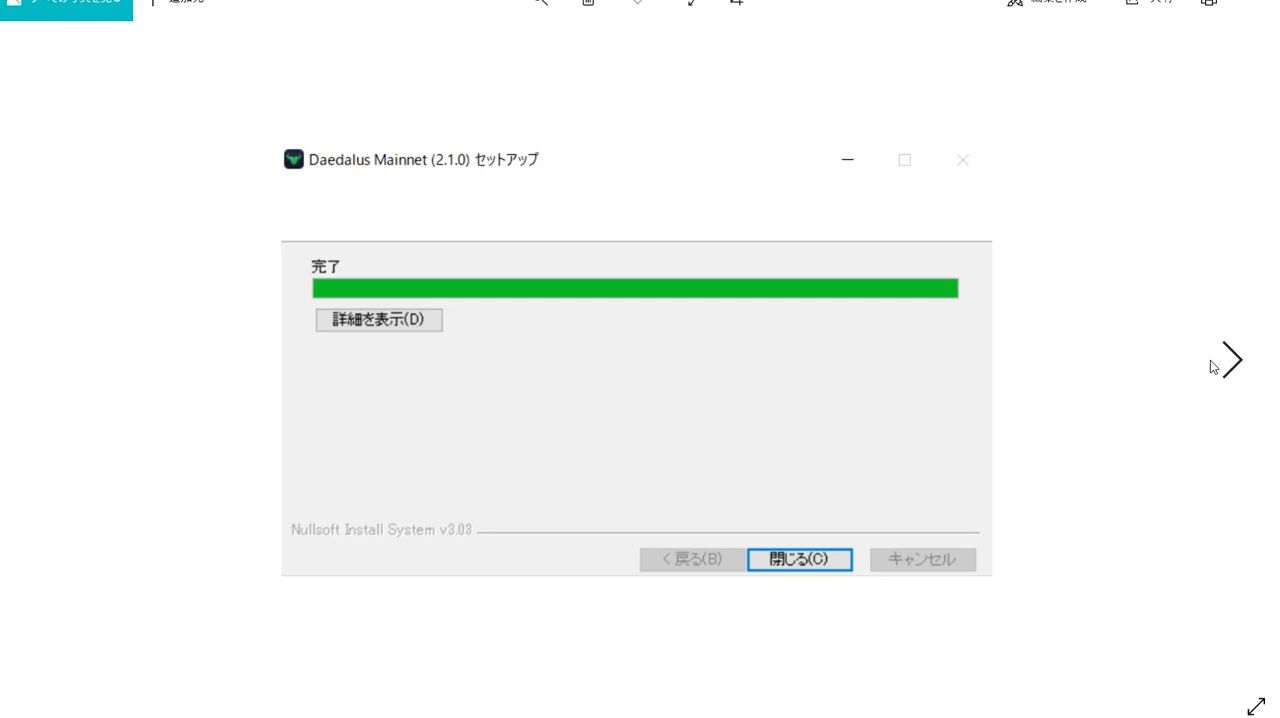 Daedalus Mainnet (2.1.0) セットアップ
完了
詳細を表示(D)
Nullsoft Install System v3.03
< 戻る(B)
閉じる(C)
キャンセル